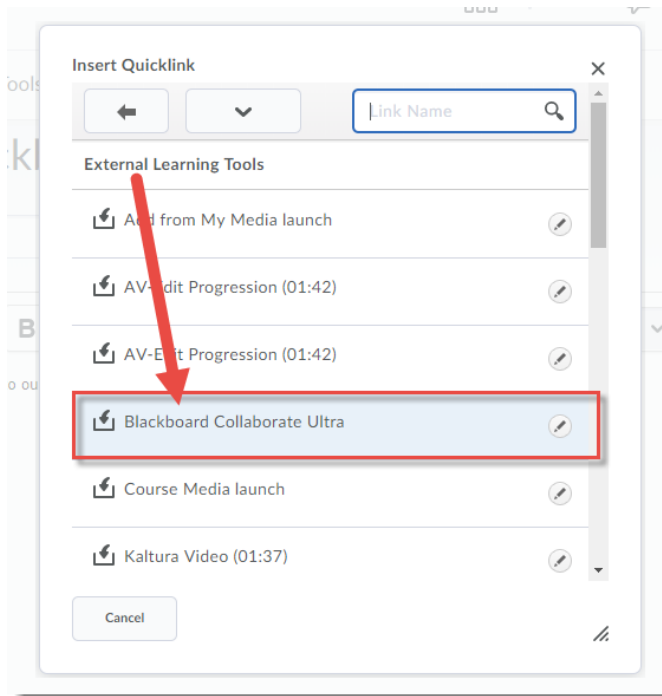 Insert Quicklink
Link Name
External Learning Tools
Add from My Media launch
AV-Edit Progression (01:42)
AV-Edit Progression (01:42)
Blackboard Collaborate Ultra
Course Media launch
Kaltura Video (01:37)
Cancel